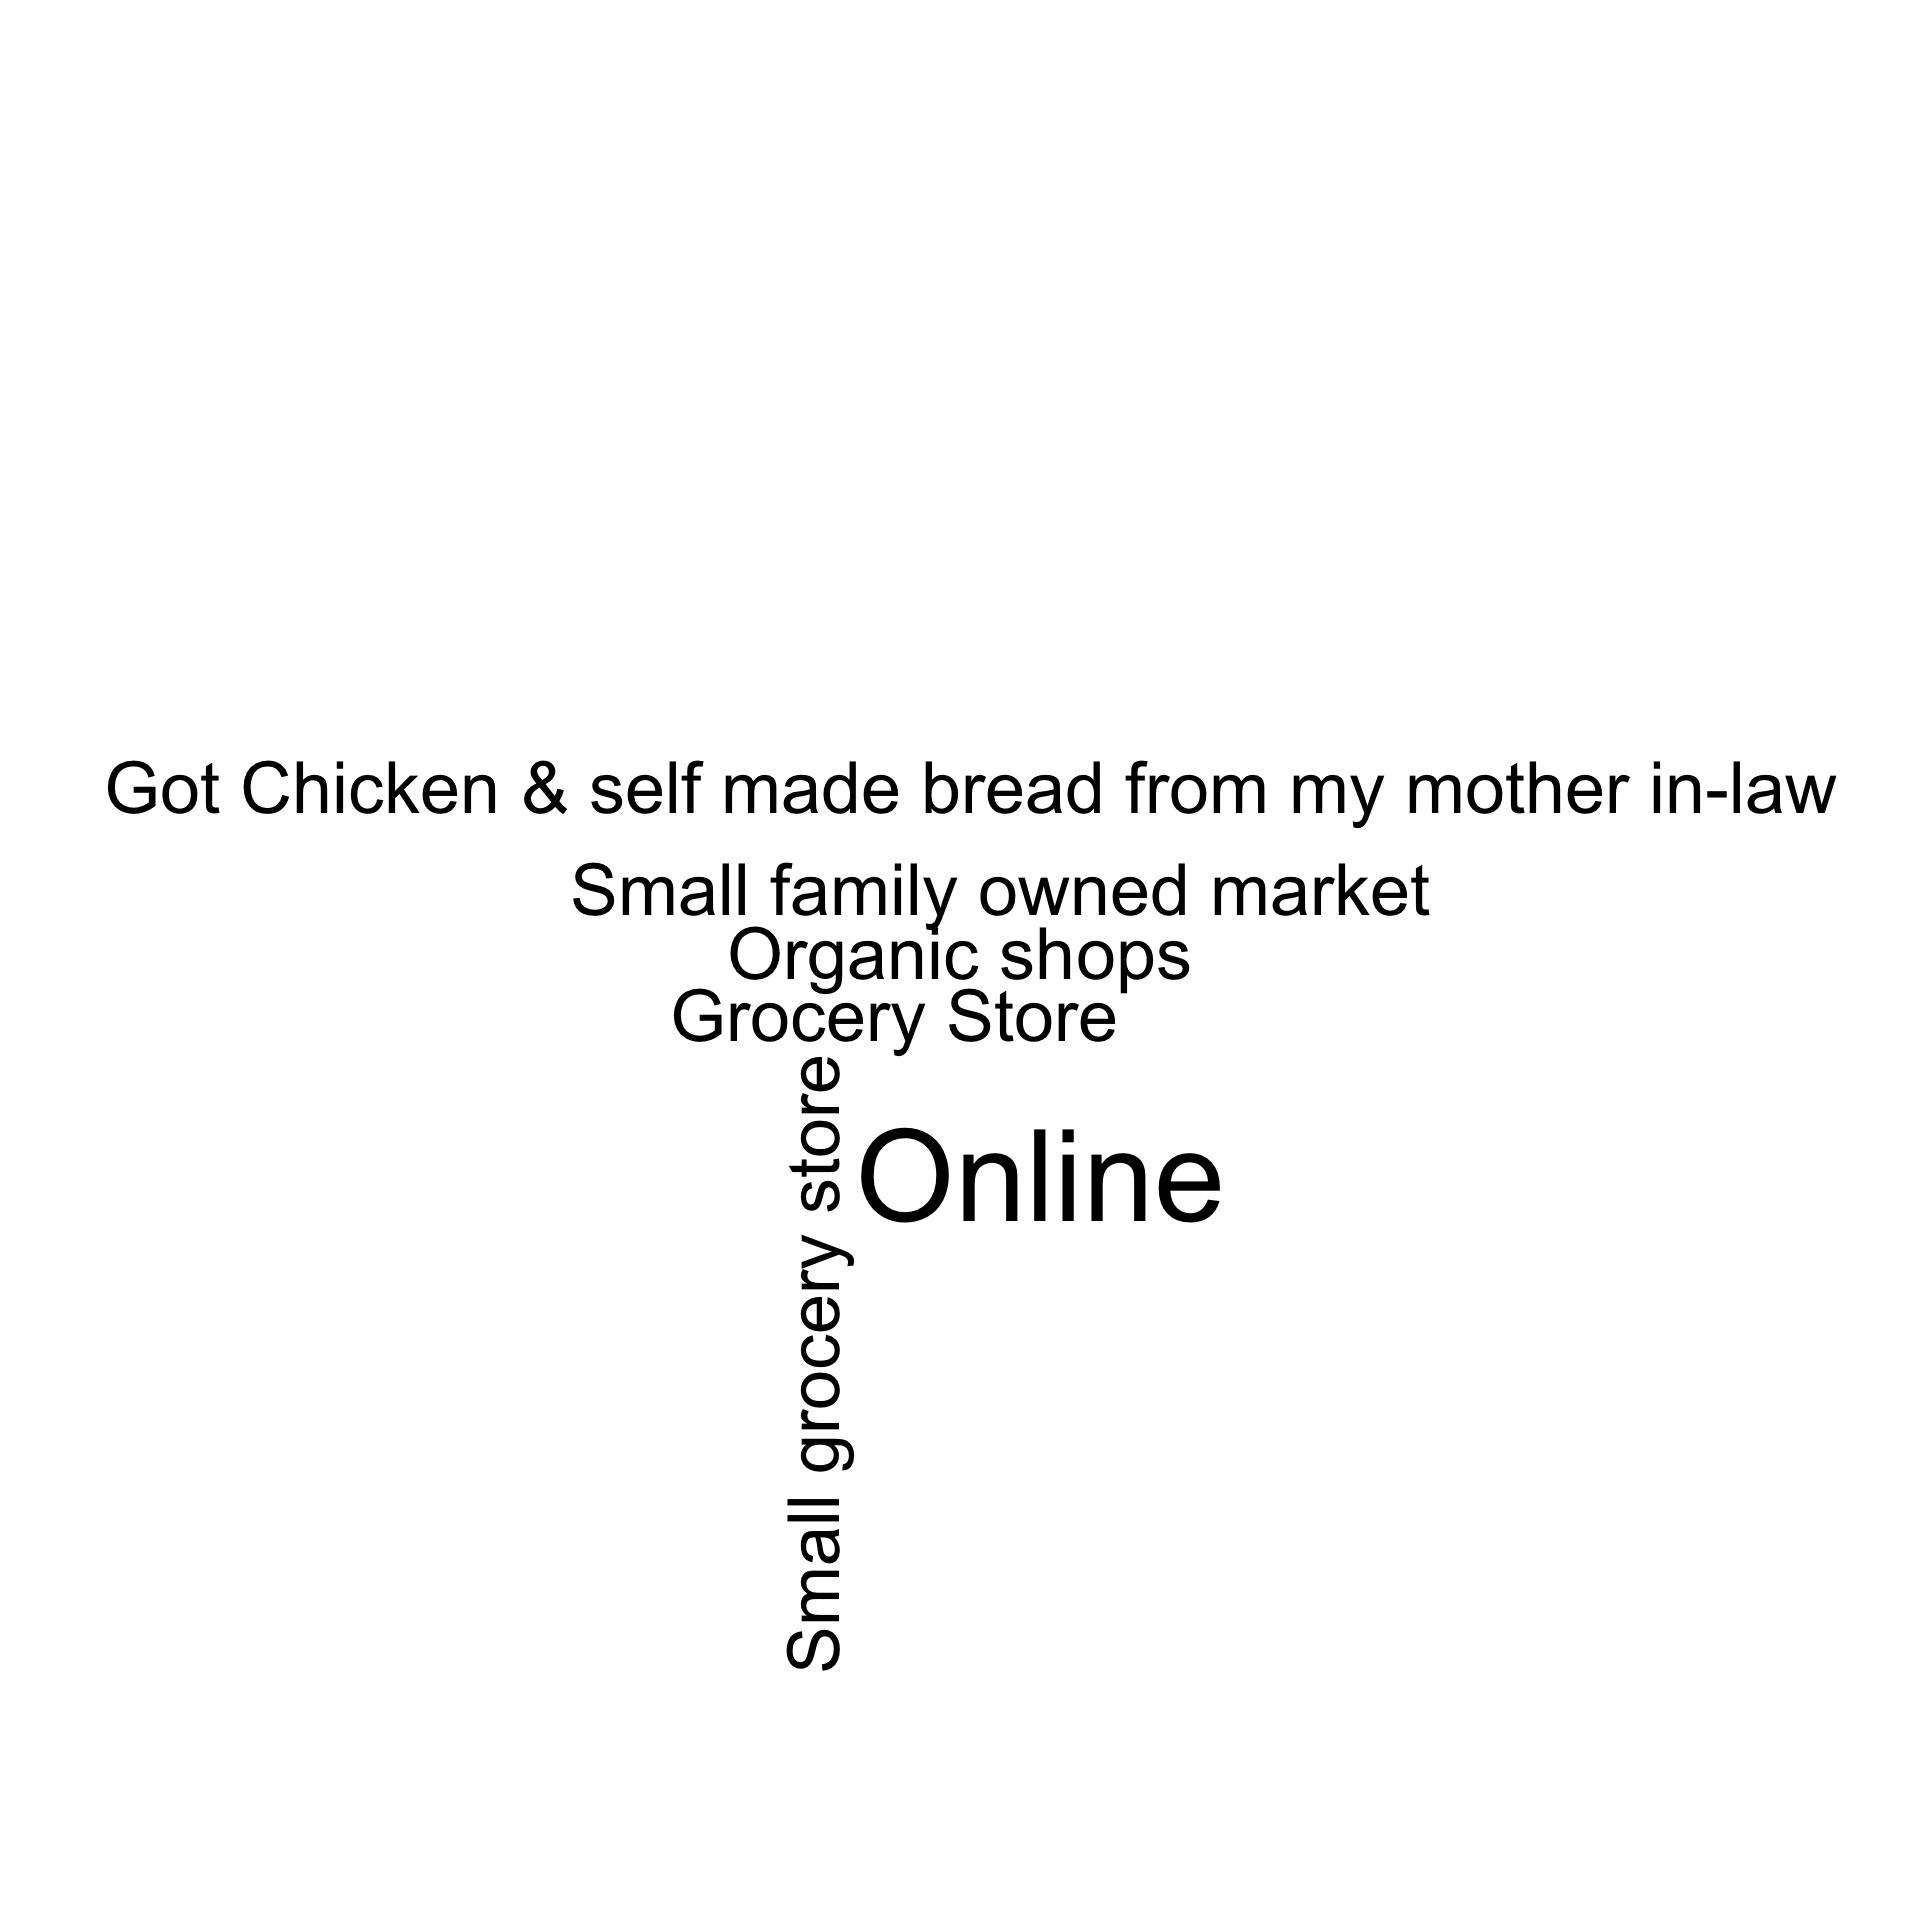 Got Chicken & self made bread from my mother in-law
Small family owned market
Organic shops
Grocery Store
Small grocery store
Online